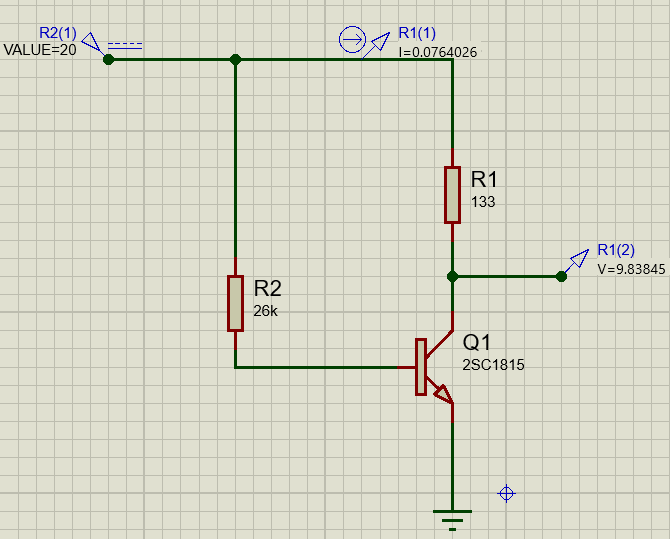 R2(1)
VALUE=20
R1(1)
I=0.0764026
R1
133
R1(2)
V=9.83845
R2
26k
Q1
2SC1815